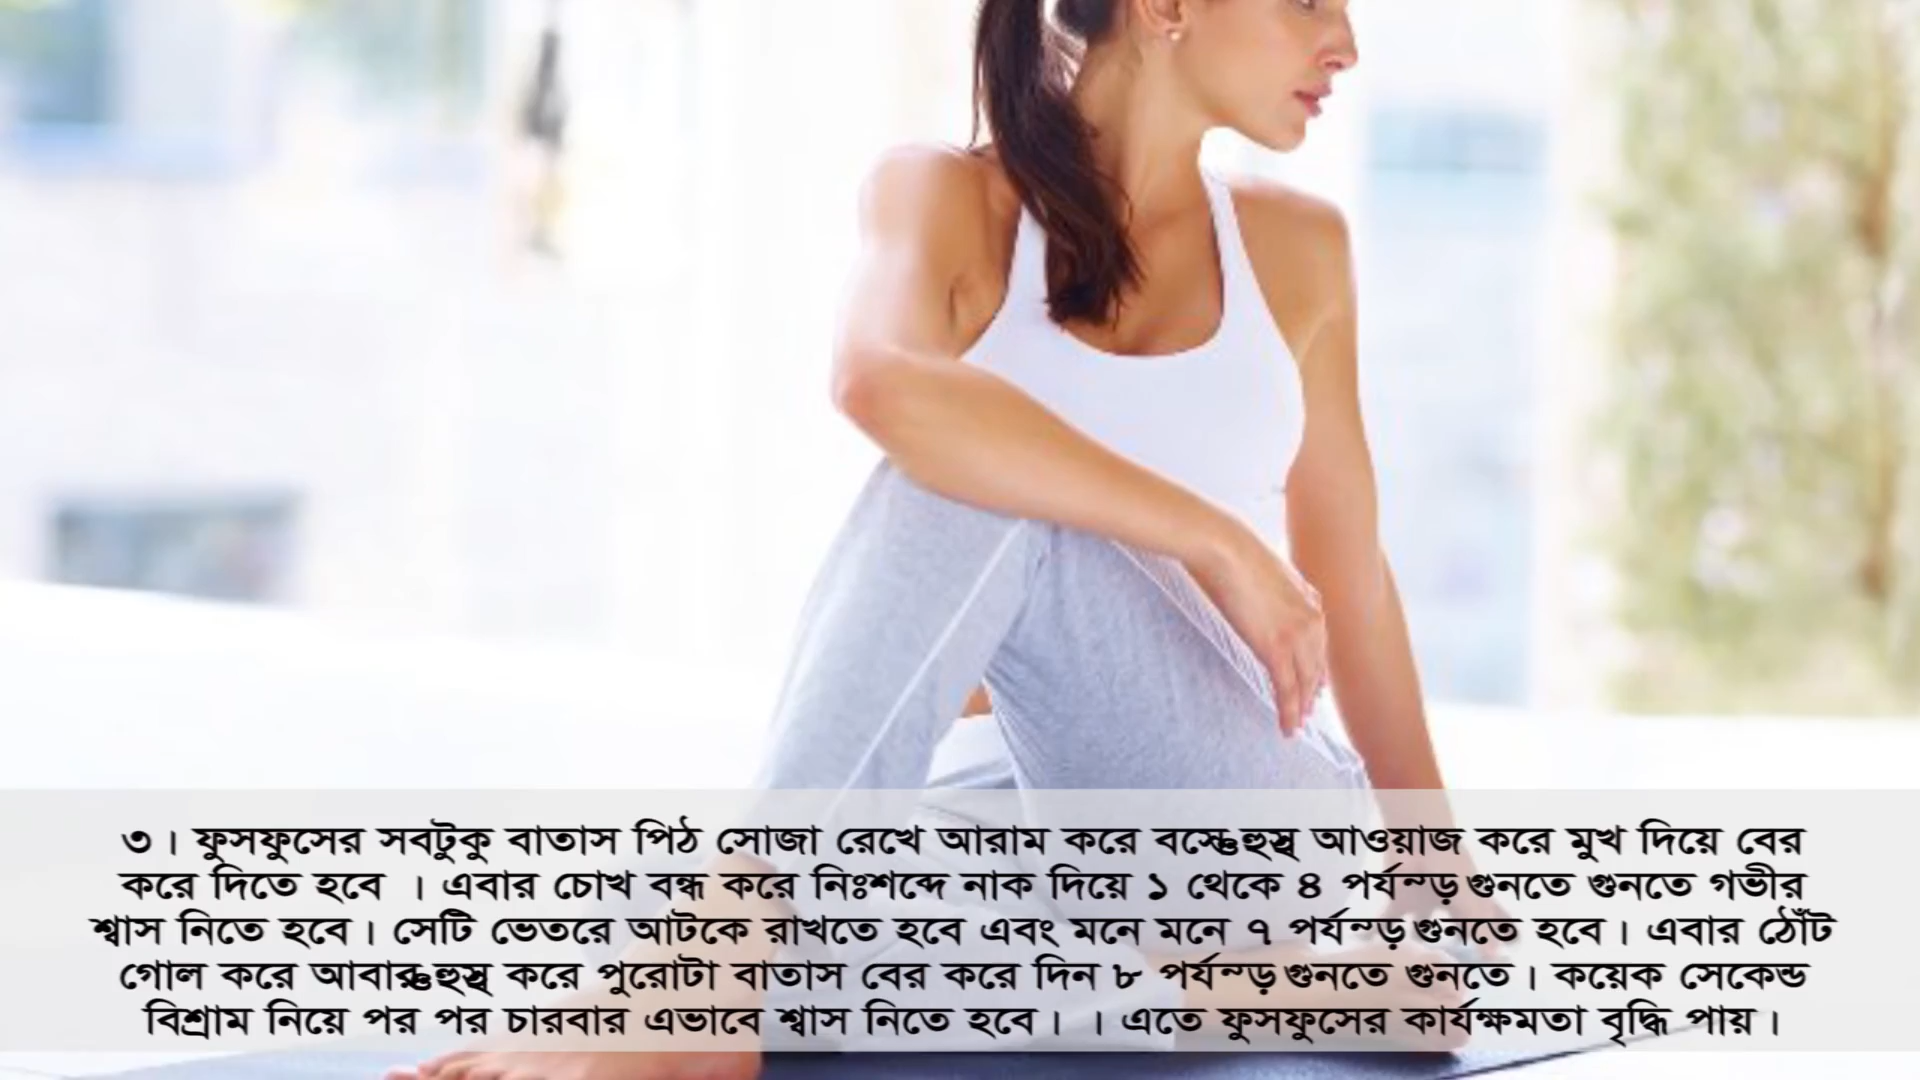 ৩। ফুসফুসের সবটুকু বাতাস পিঠ সোজা রেখে আরাম করে বসে হুস্ আওয়াজ করে মুখ দিয়ে বের
করে দিতে হবে । এবার চোখ বন্ধ করে নিঃশব্দে নাক দিয়ে ১ থেকে ৪ পর্যন্ড গুনতে গুনতে গভীর
শ্বাস নিতে হবে। সেটি ভেতরে আটকে রাখতে হবে এবং মনে মনে ৭ পর্যন্ড গুনতে হবে। এবার ঠোঁট
গোল করে আবার হুস্ করে পুরোটা বাতাস বের করে দিন ৮ পর্যন্ড গুনতে গুনতে। কয়েক সেকেন্ড
বিশ্রাম নিয়ে পর পর চারবার এভাবে শ্বাস নিতে হবে। । এতে ফুসফুসের কার্যক্ষমতা বৃদ্ধি পায়।